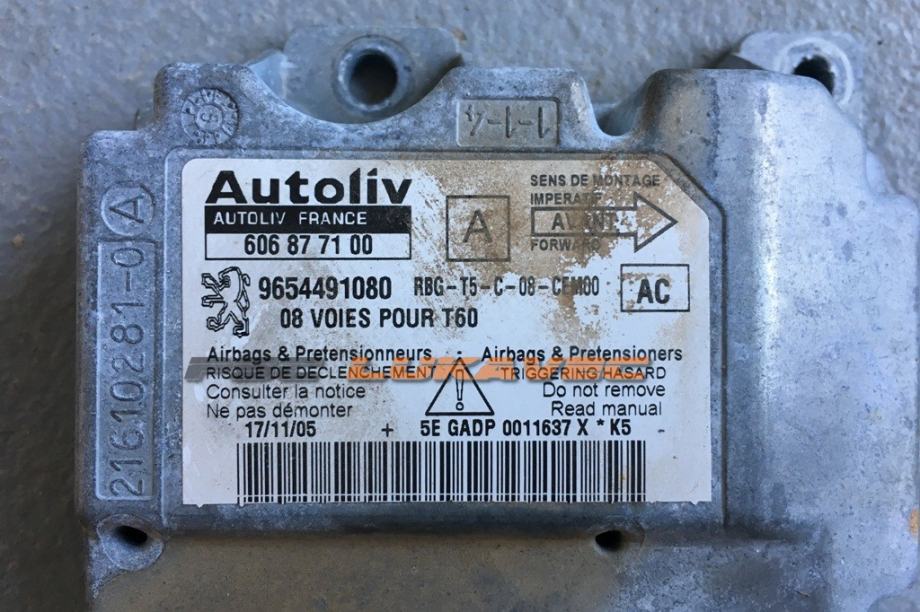 1-1-4
Autoliv
AUTOLIV FRANCE
606 87 71 00
A
SENS DE MONTAGE
IMPERATIF
AVANT
FORWARD
9654491080 RBG-T5-C-08-CEM00
AC
08 VOIES POUR T60
Airbags & Pretensionneurs - Airbags & Pretensioners
RISQUE DE DECLENCHEMENT TRIGGERING HASARD
Consulter la notice Do not remove
Ne pas démonter Read manual
17/11/05 + 5E GADP 0011637 X * K5 -
21610281-0 A